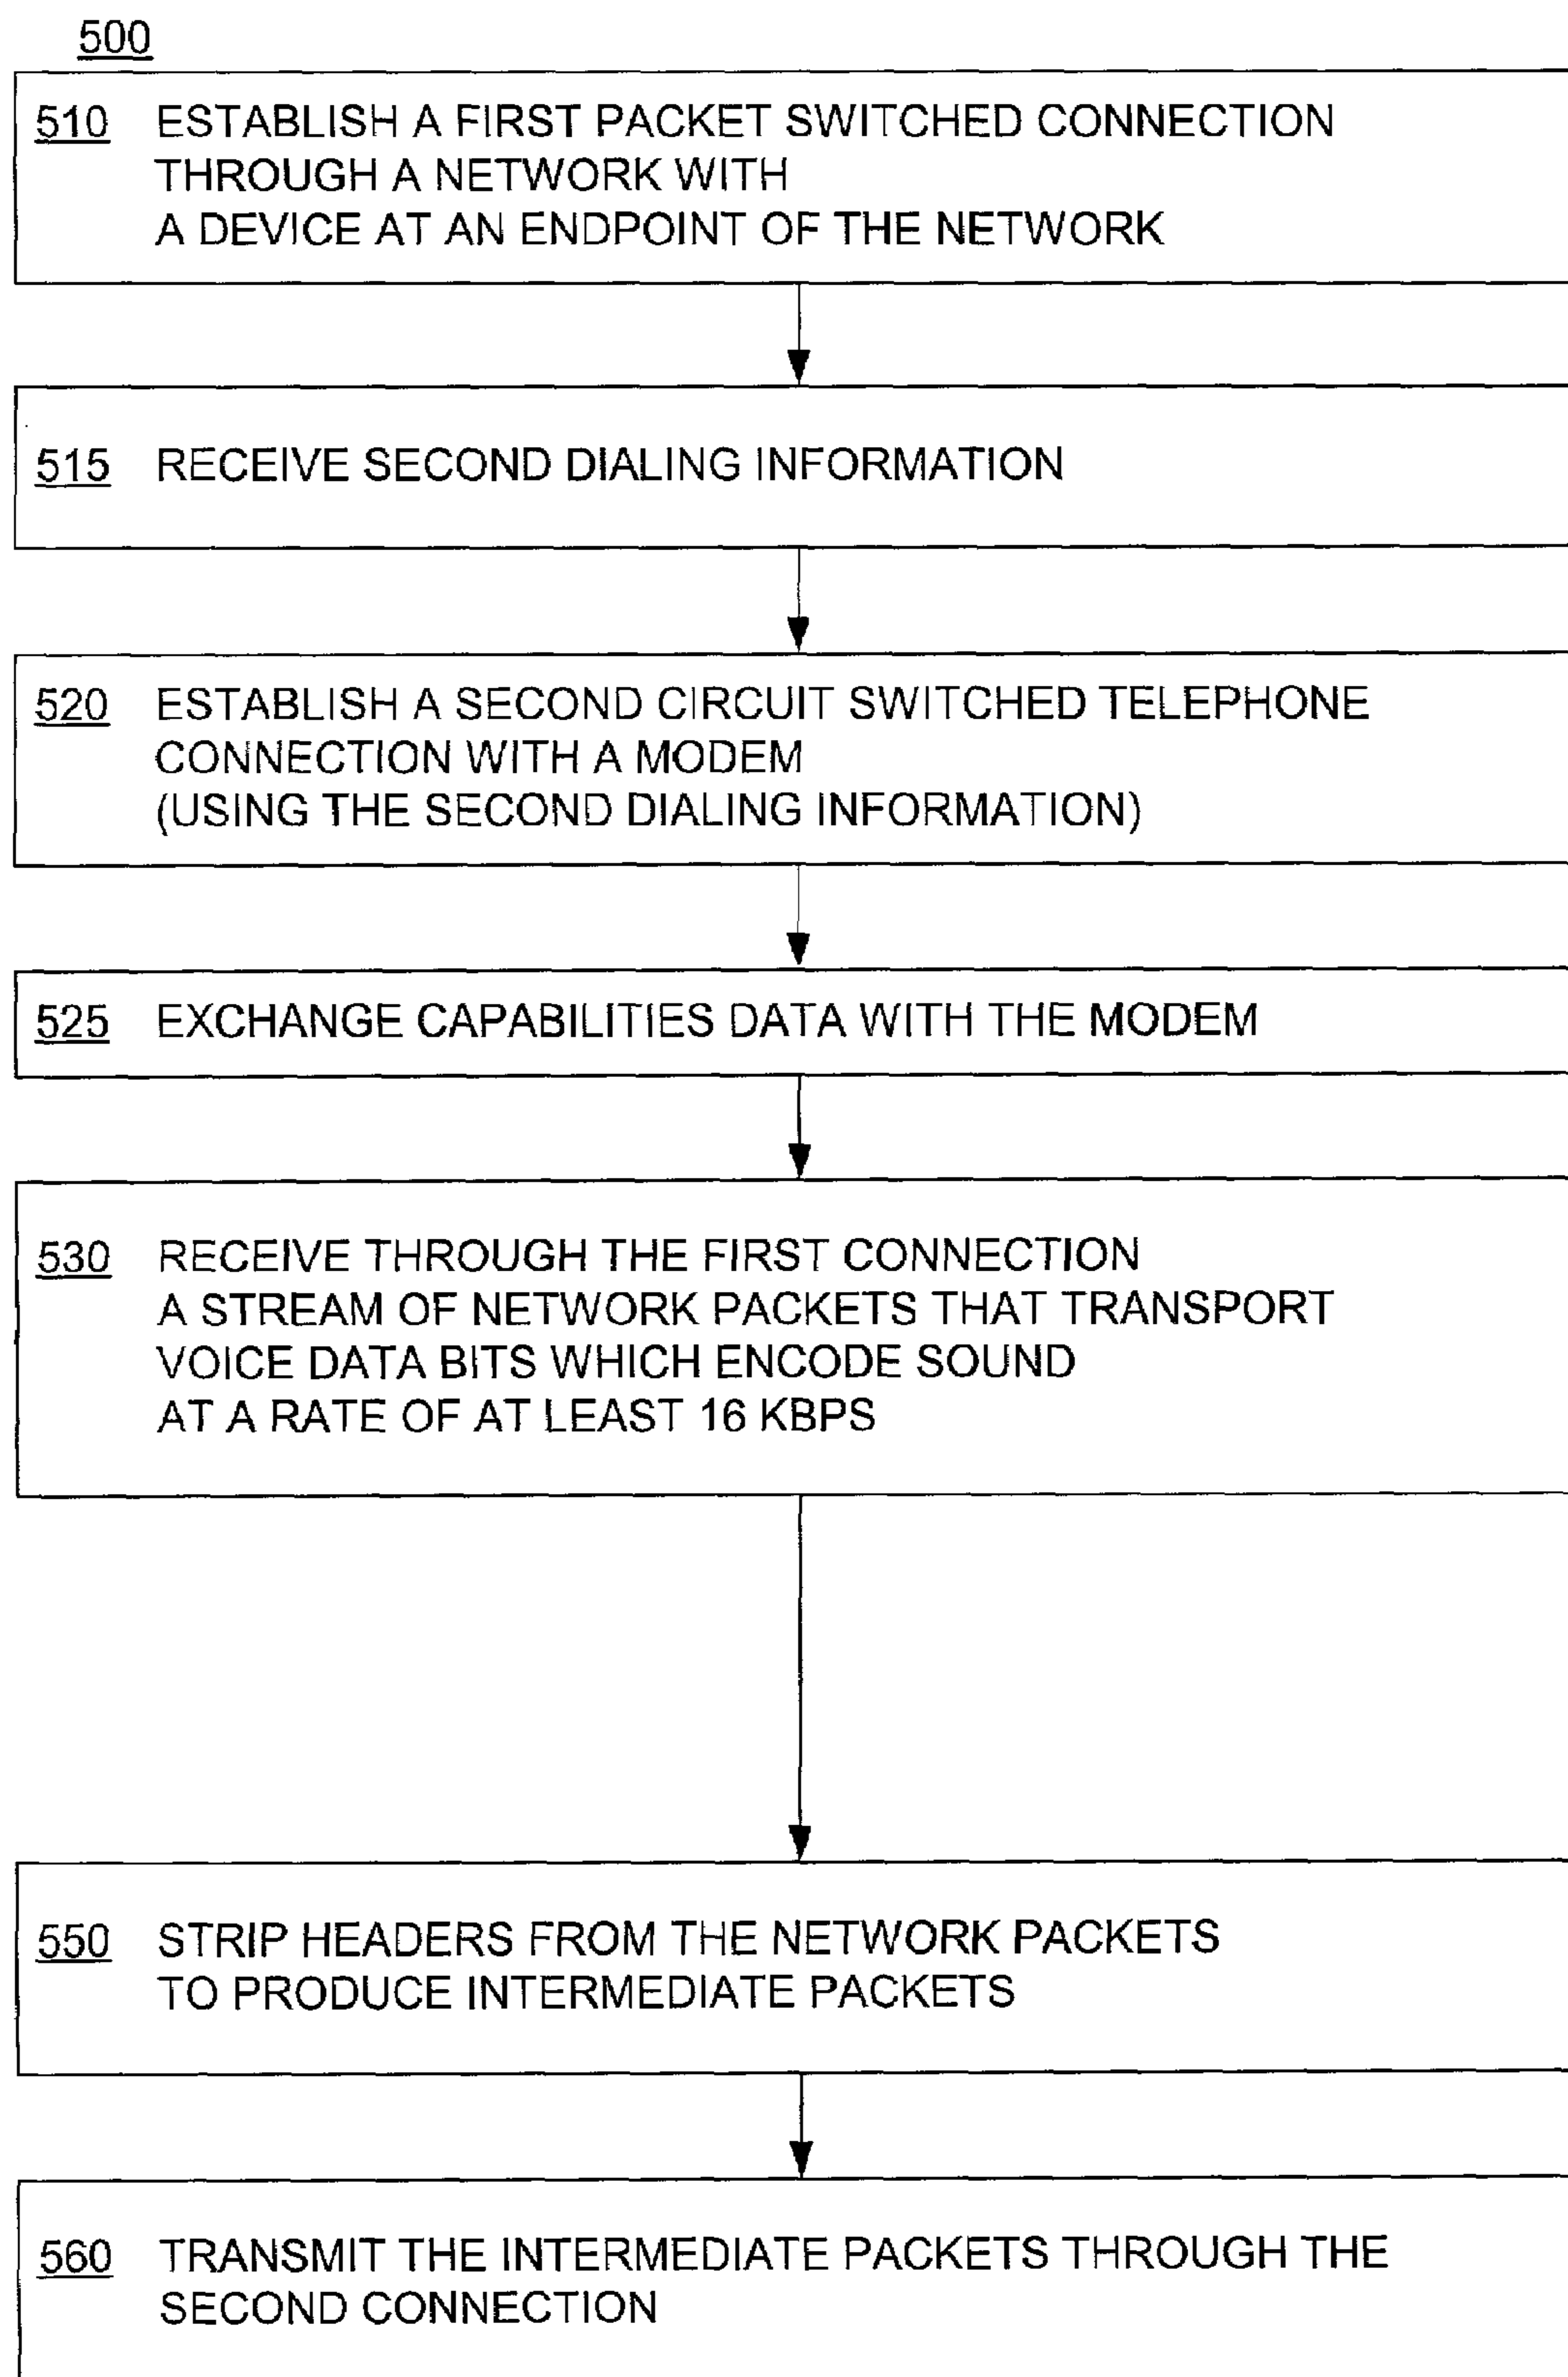 500
510 ESTABLISH A FIRST PACKET SWITCHED CONNECTION
THROUGH A NETWORK WITH
A DEVICE AT AN ENDPOINT OF THE NETWORK
515 RECEIVE SECOND DIALING INFORMATION
520 ESTABLISH A SECOND CIRCUIT SWITCHED TELEPHONE
CONNECTION WITH A MODEM
(USING THE SECOND DIALING INFORMATION)
525 EXCHANGE CAPABILITIES DATA WITH THE MODEM
530 RECEIVE THROUGH THE FIRST CONNECTION
A STREAM OF NETWORK PACKETS THAT TRANSPORT
VOICE DATA BITS WHICH ENCODE SOUND
AT A RATE OF AT LEAST 16 KBPS
550 STRIP HEADERS FROM THE NETWORK PACKETS
TO PRODUCE INTERMEDIATE PACKETS
560 TRANSMIT THE INTERMEDIATE PACKETS THROUGH THE
SECOND CONNECTION